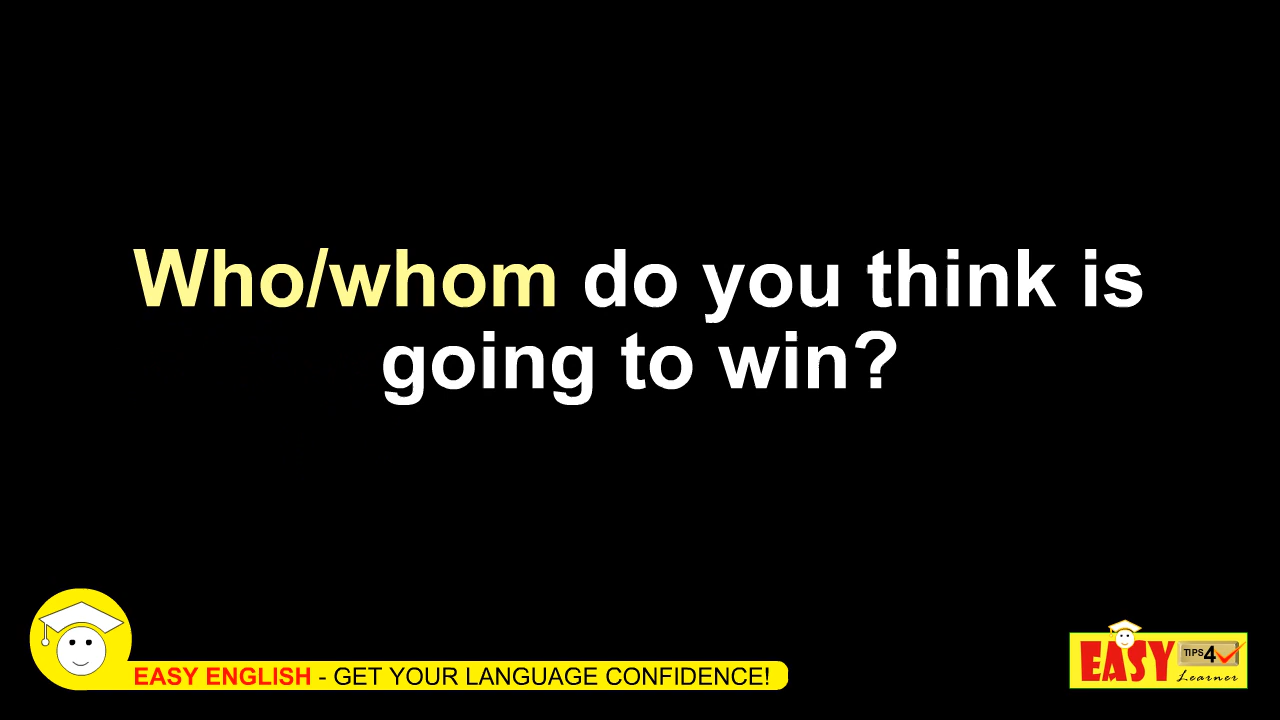 Who/whom do you think is
going to win?
EASY ENGLISH - GET YOUR LANGUAGE CONFIDENCE!
EASY TIPS4
Learner